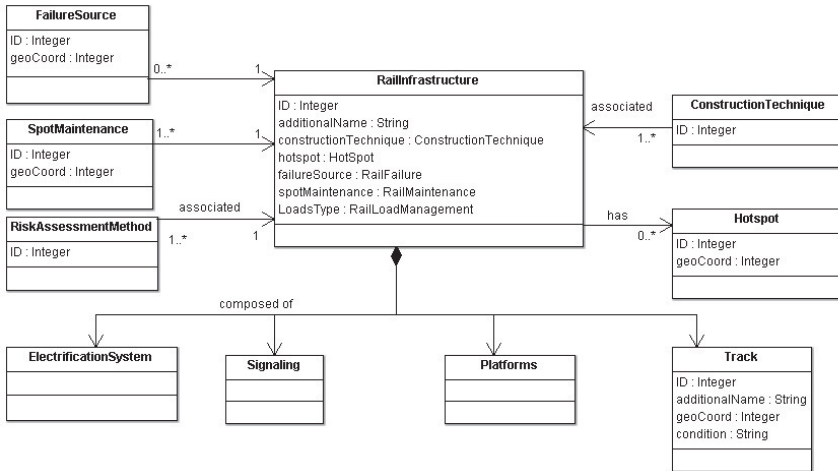 FailureSource
ID : Integer
geoCoord : Integer
0..*
1
SpotMaintenance
ID : Integer
geoCoord : Integer
1..*
1
RiskAssessmentMethod
ID : Integer
associated
1..*
1
RailInfrastructure
ID : Integer
additionalName : String
constructionTechnique : ConstructionTechnique
hotspot : HotSpot
failureSource : RailFailure
spotMaintenance : RailMaintenance
LoadsType : RailLoadManagement
associated
1..*
ConstructionTechnique
ID : Integer
has
0..*
Hotspot
ID : Integer
geoCoord : Integer
composed of
ElectrificationSystem
Signaling
Platforms
Track
ID : Integer
additionalName : String
geoCoord : Integer
condition : String